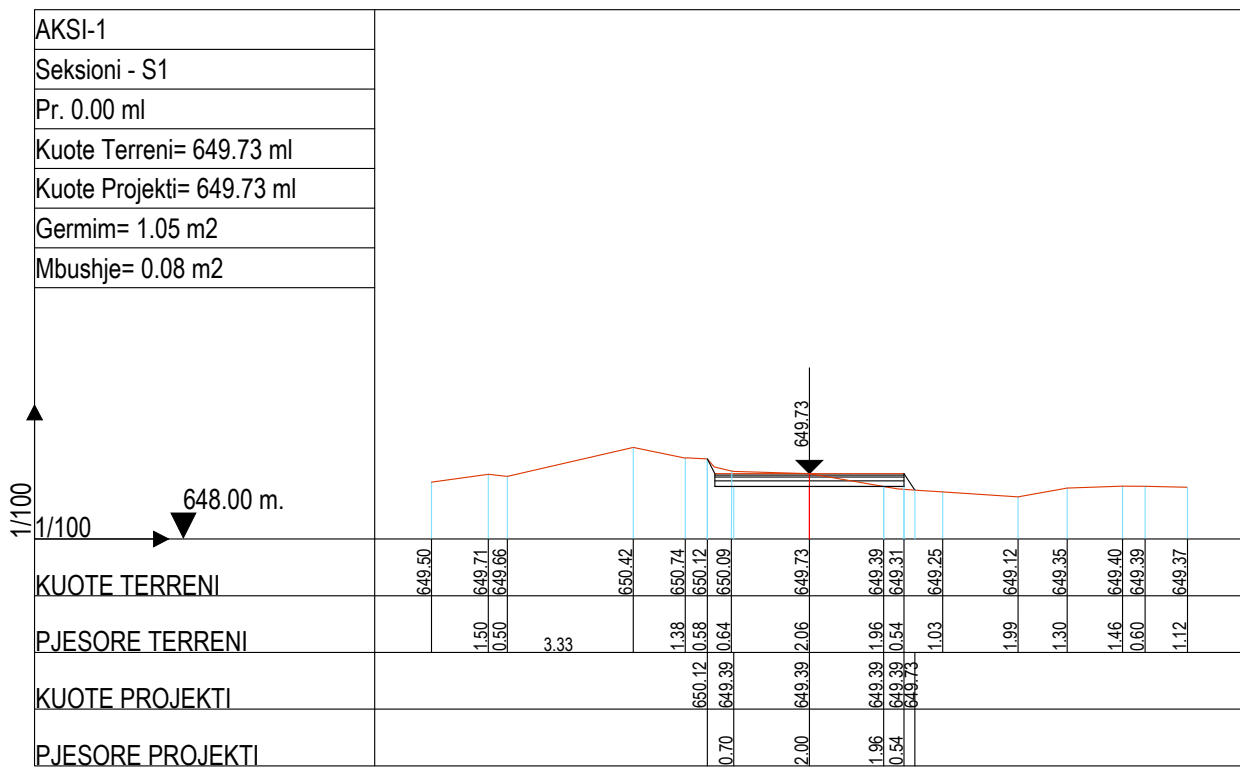 AKSI-1
Seksioni - S1
Pr. 0.00 ml
Kuote Terreni= 649.73 ml
Kuote Projekti= 649.73 ml
Germim= 1.05 m2
Mbushje= 0.08 m2
649.73
1/100
1/100
648.00 m.
KUOTE TERRENI 649.50 649.71 649.66 650.42 650.74 650.12 650.09 649.73 649.39 649.31 649.25 649.12 649.35 649.40 649.39 649.37
PJESORE TERRENI 1.50 0.50 3.33 1.38 0.58 0.64 2.06 1.96 0.54 1.03 1.99 1.30 1.46 0.60 1.12
KUOTE PROJEKTI 650.12 649.39 649.39 649.39 649.39 649.73
PJESORE PROJEKTI 0.70 2.00 1.96 0.54